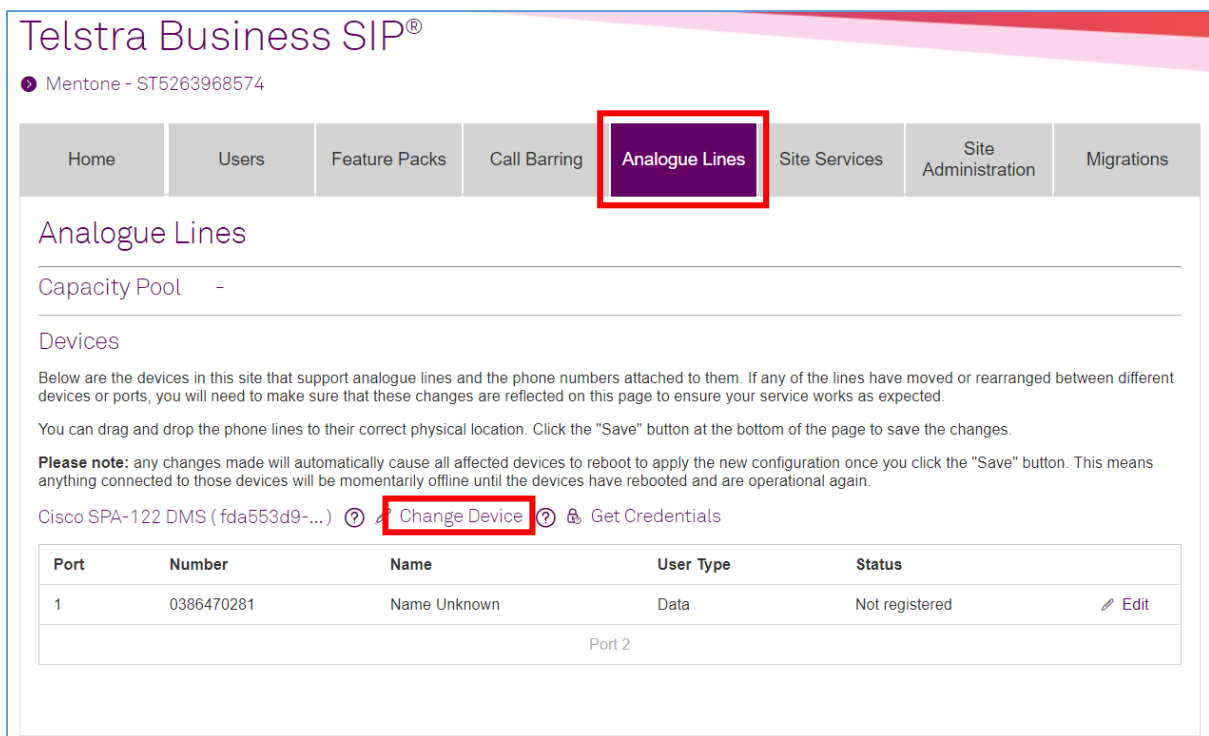 Telstra Business SIP®
Mentone - ST5263968574
Home Users Feature Packs Call Barring Analogue Lines Site Services Site Administration Migrations
Analogue Lines
Capacity Pool -
Devices
Below are the devices in this site that support analogue lines and the phone numbers attached to them. If any of the lines have moved or rearranged between different
devices or ports, you will need to make sure that these changes are reflected on this page to ensure your service works as expected.
You can drag and drop the phone lines to their correct physical location. Click the "Save" button at the bottom of the page to save the changes.
Please note: any changes made will automatically cause all affected devices to reboot to apply the new configuration once you click the "Save" button. This means
anything connected to those devices will be momentarily offline until the devices have rebooted and are operational again.
Cisco SPA-122 DMS ( fda553d9-... ) ? Change Device ? Get Credentials
Port Number Name User Type Status
1 0386470281 Name Unknown Data Not registered Edit
Port 2